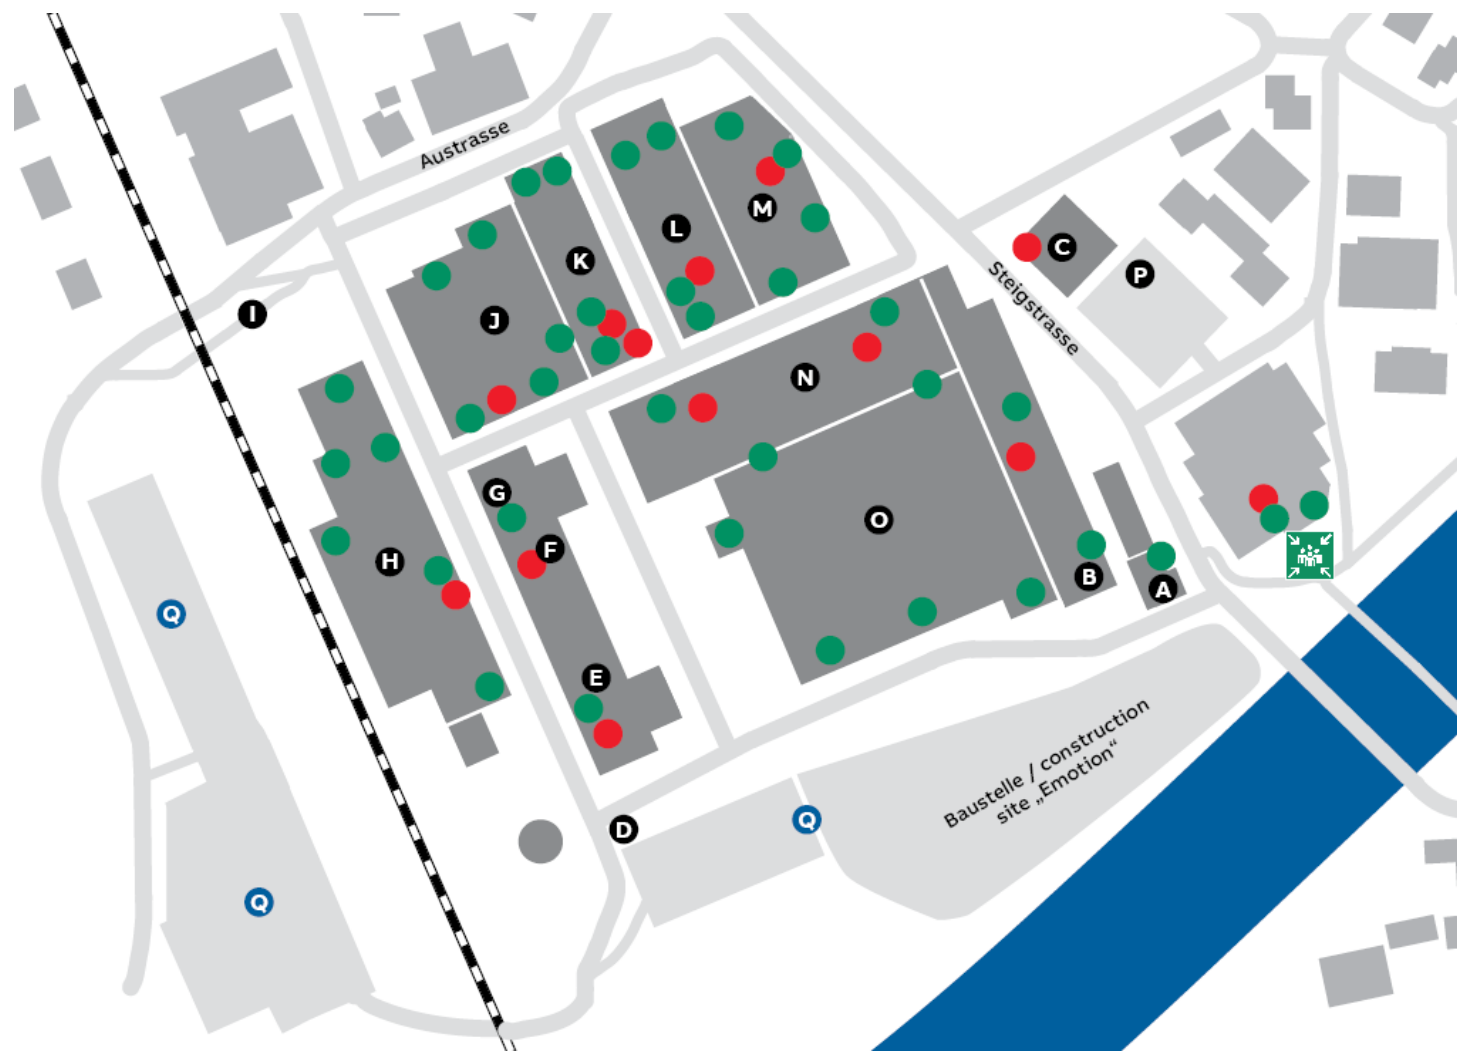 Austrasse
M
L
C
K
Steigstrasse
P
I
J
N
G
O
F
H
B
A
Q
E
Baustelle / construction
site „Emotion“
Q
D
Q